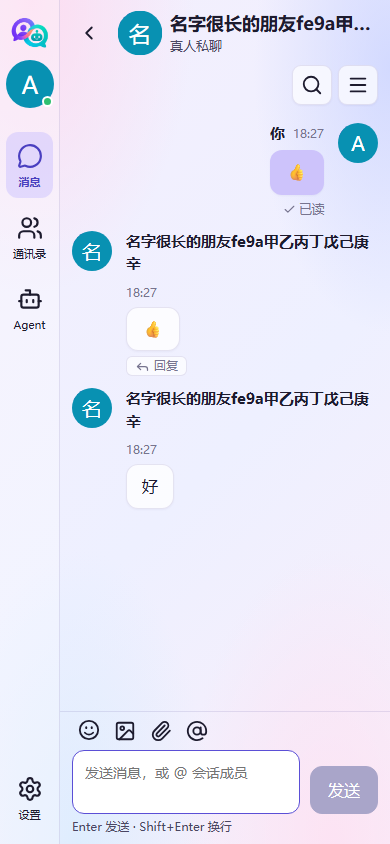 A
消息
通讯录
Agent
设置
名
名字很长的朋友fe9a甲...
真人私聊
你 18:27
A
👍
已读
名
名字很长的朋友fe9a甲乙丙丁戊己庚
辛
18:27
👍
回复
名
名字很长的朋友fe9a甲乙丙丁戊己庚
辛
18:27
好
发送消息，或 @ 会话成员
发送
Enter 发送 · Shift+Enter 换行